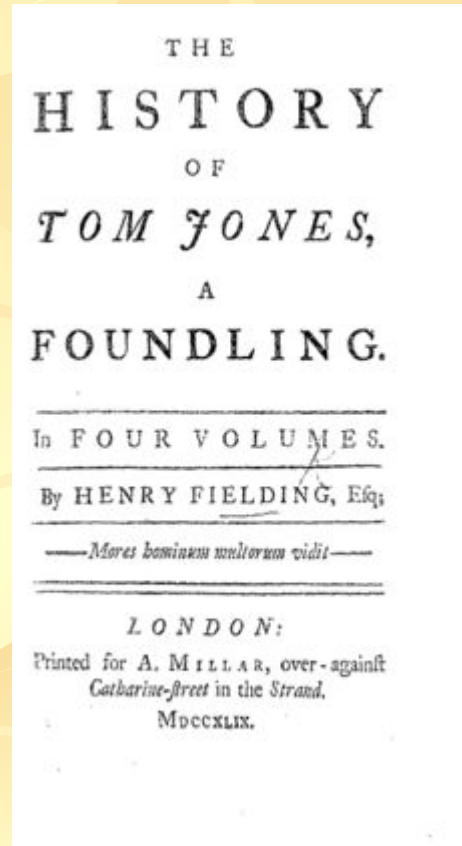 THE
HISTORY
OF
TOM JONES,
A
FOUNDLING.
In FOUR VOLUMES.
By HENRY FIELDING, Eſq;
——Mores hominum multorum vidit——
LONDON:
Printed for A. MILLAR, over-againſt
Catharine-ſtreet in the Strand.
MDCCXLIX.